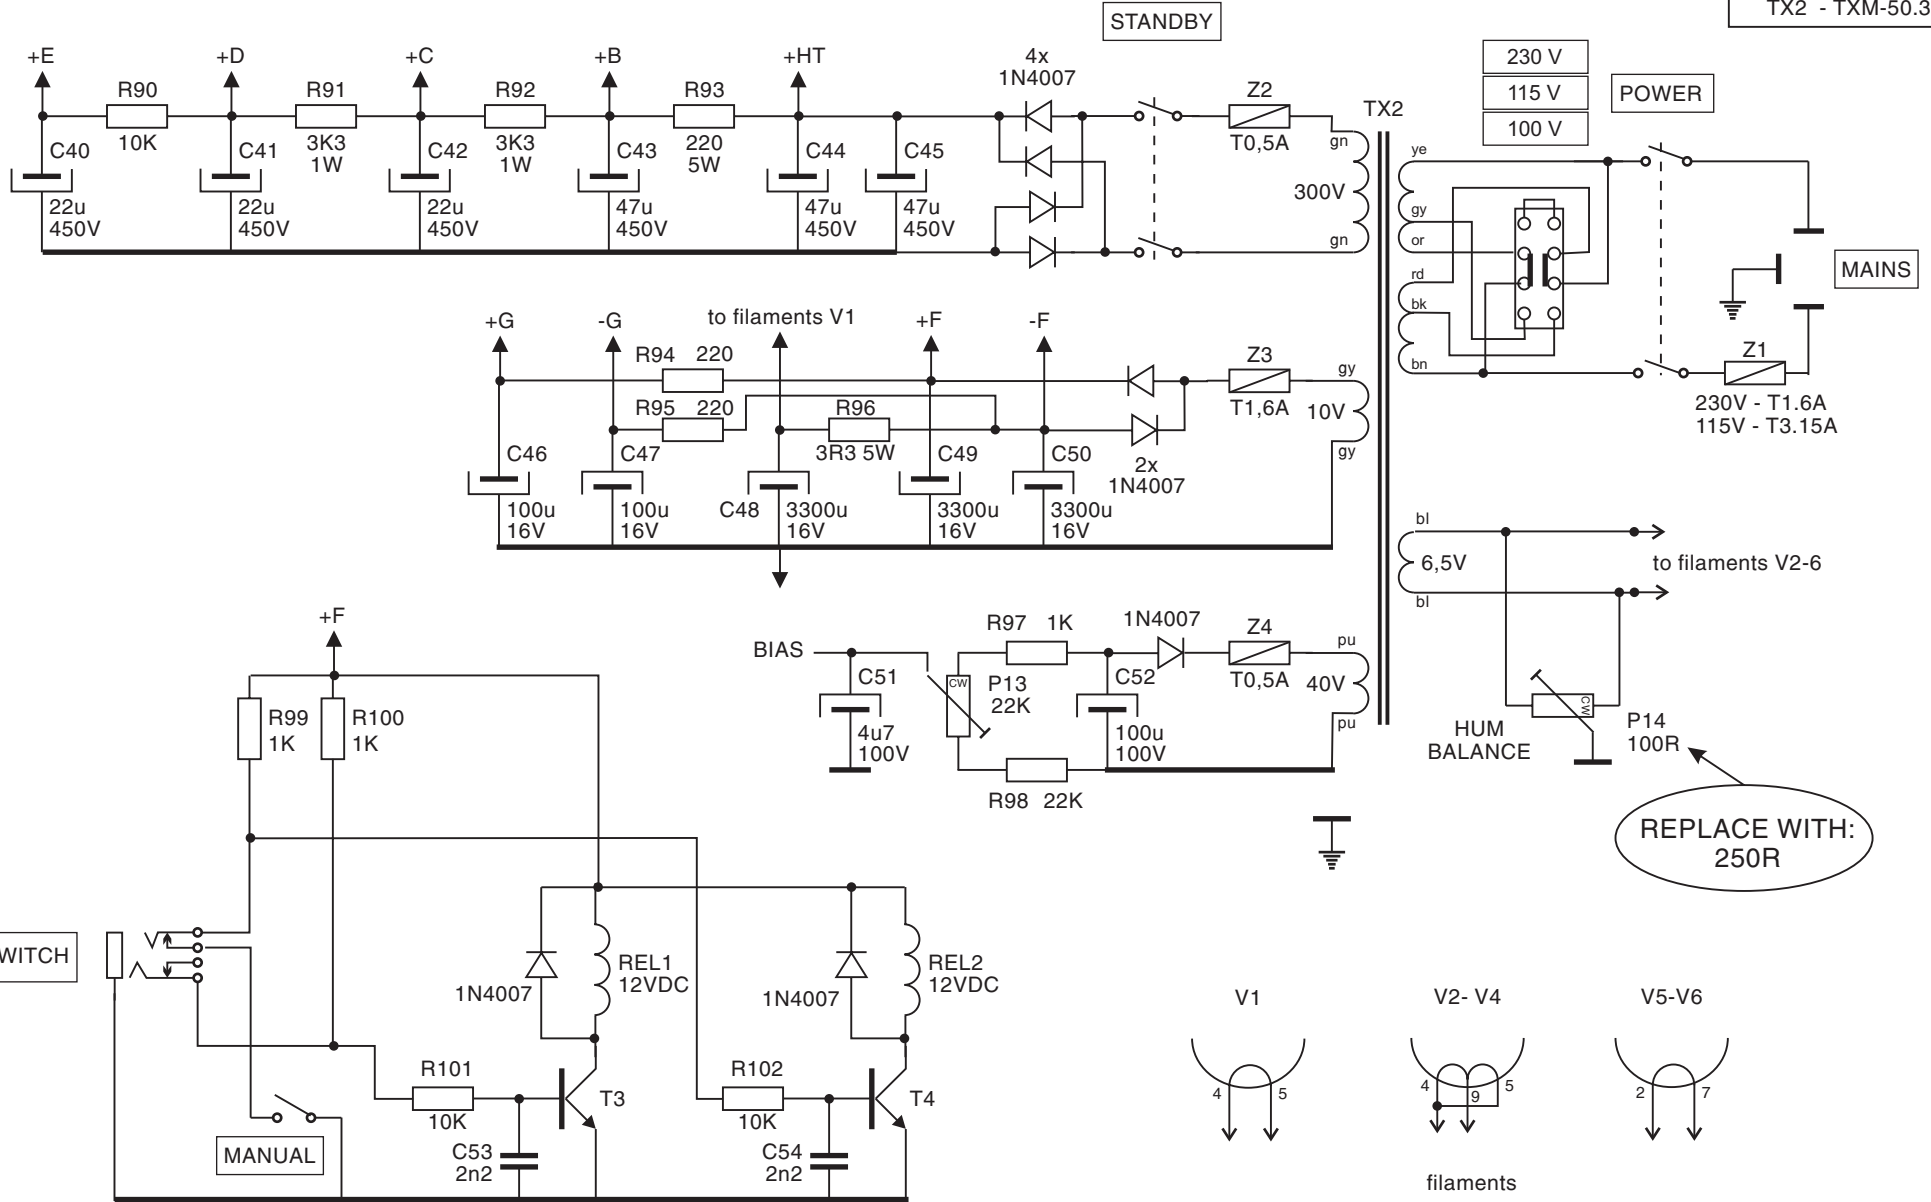 STANDBY
TX2 - TXM-50.3
+E
+D
+C
+B
+HT
4x
1N4007
230 V
115 V
100 V
POWER
R90
10K
R91
3K3
1W
R92
3K3
1W
R93
220
5W
Z2
T0,5A
TX2
C40
22u
450V
C41
22u
450V
C42
22u
450V
C43
47u
450V
C44
47u
450V
C45
47u
450V
gn
300V
gn
ye
gy
or
rd
bk
bn
MAINS
Z1
230V - T1.6A
115V - T3.15A
+G
-G
to filaments V1
+F
-F
R94 220
R95 220
R96
3R3 5W
Z3
T1,6A
gy
10V
gy
2x
1N4007
C46
100u
16V
C47
100u
16V
C48
3300u
16V
C49
3300u
16V
C50
3300u
16V
bl
6,5V
bl
to filaments V2-6
HUM
BALANCE
CW
P14
100R
REPLACE WITH:
250R
BIAS
C51
4u7
100V
R97 1K
CW
P13
22K
R98 22K
C52
100u
100V
1N4007
Z4
T0,5A
pu
40V
pu
+F
R99
1K
R100
1K
WITCH
MANUAL
1N4007
REL1
12VDC
1N4007
REL2
12VDC
R101
10K
C53
2n2
T3
R102
10K
C54
2n2
T4
V1
4
5
V2- V4
4
9
5
V5-V6
2
7
filaments